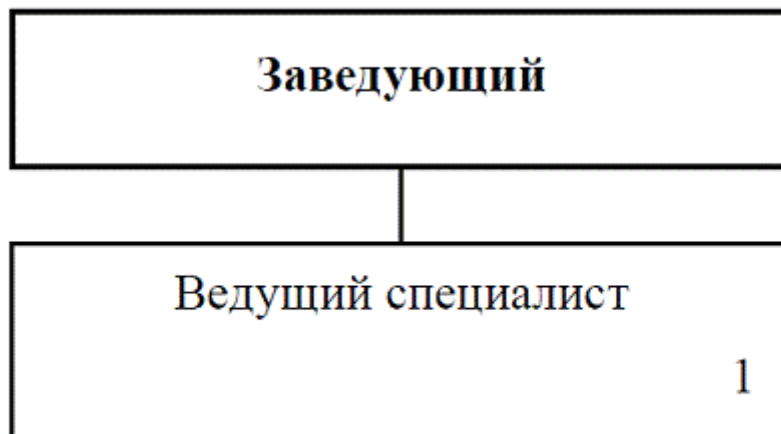 Заведующий
Ведущий специалист
1